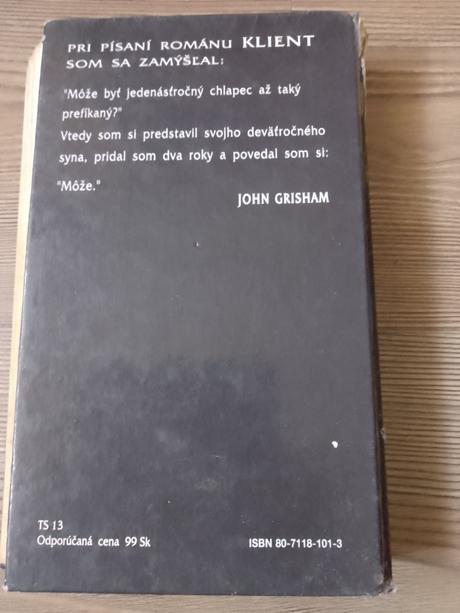 PRI PÍSANÍ ROMÁNU KLIENT
SOM SA ZAMÝŠĽAL:
"Môže byť jedenásťročný chlapec až taký
prefíkaný?"
Vtedy som si predstavil svojho deväťročného
syna, pridal som dva roky a povedal som si:
"Môže."
JOHN GRISHAM
TS 13
Odporúčaná cena 99 Sk
ISBN 80-7118-101-3